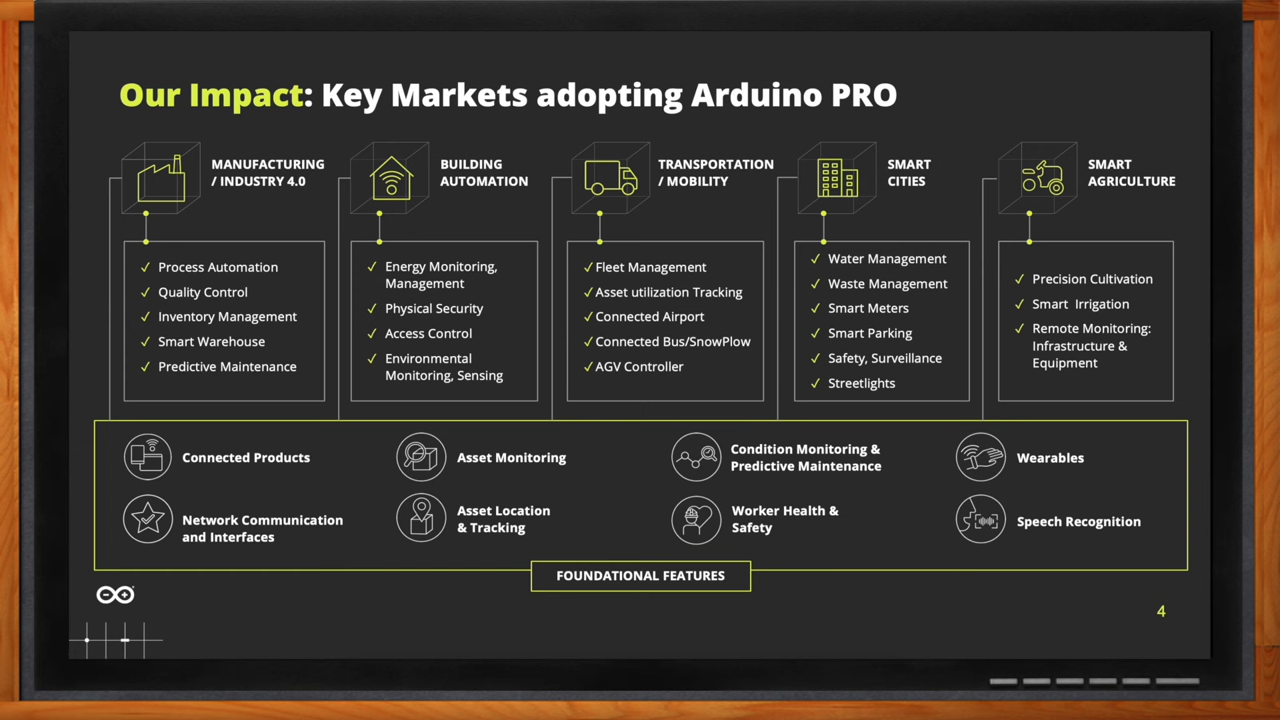 Our Impact: Key Markets adopting Arduino PRO
MANUFACTURING
/ INDUSTRY 4.0
BUILDING
AUTOMATION
TRANSPORTATION
/ MOBILITY
SMART
CITIES
SMART
AGRICULTURE
✓ Process Automation
✓ Quality Control
✓ Inventory Management
✓ Smart Warehouse
✓ Predictive Maintenance
✓ Energy Monitoring,
Management
✓ Physical Security
✓ Access Control
✓ Environmental
Monitoring, Sensing
✓ Fleet Management
✓ Asset utilization Tracking
✓ Connected Airport
✓ Connected Bus/SnowPlow
✓ AGV Controller
✓ Water Management
✓ Waste Management
✓ Smart Meters
✓ Smart Parking
✓ Safety, Surveillance
✓ Streetlights
✓ Precision Cultivation
✓ Smart Irrigation
✓ Remote Monitoring:
Infrastructure &
Equipment
Connected Products
Asset Monitoring
Condition Monitoring &
Predictive Maintenance
Wearables
Network Communication
and Interfaces
Asset Location
& Tracking
Worker Health &
Safety
Speech Recognition
FOUNDATIONAL FEATURES
4